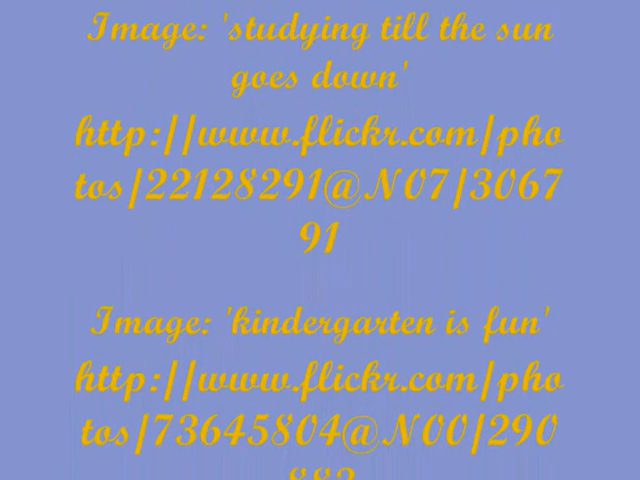 Image: 'studying till the sun
goes down'
http://www.flickr.com/pho
tos/22128291@N07/3067
91
Image: 'kindergarten is fun'
http://www.flickr.com/pho
tos/73645804@N00/290